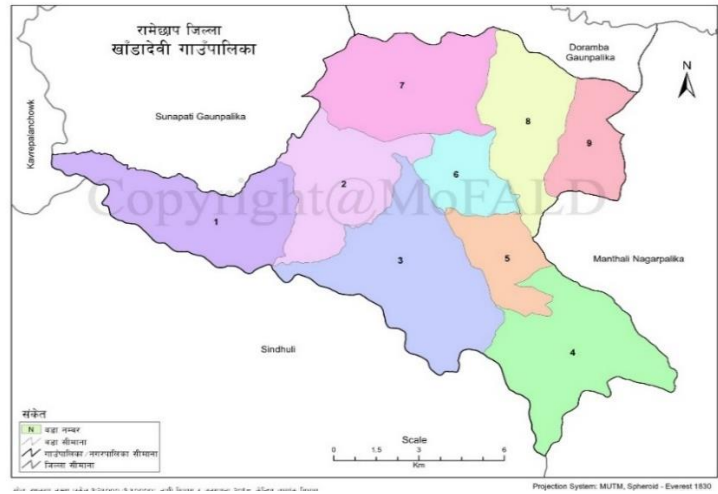 रामेछाप जिल्ला
खाँडादेवी गाउँपालिका
Doramba
Gaunpalika
N
7
8
9
Sunapati Gaunpalika
Kavrepalanchowk
6
2
Copyright@MoFALD
1
5
3
Manthali Nagarpalika
Sindhuli
4
संकेत
N वडा नम्बर
वडा सीमाना
गाउँपालिका/नगरपालिका सीमाना
जिल्ला सीमाना
Scale
0 1.5 3 6
Km
Projection System: MUTM, Spheroid - Everest 1830